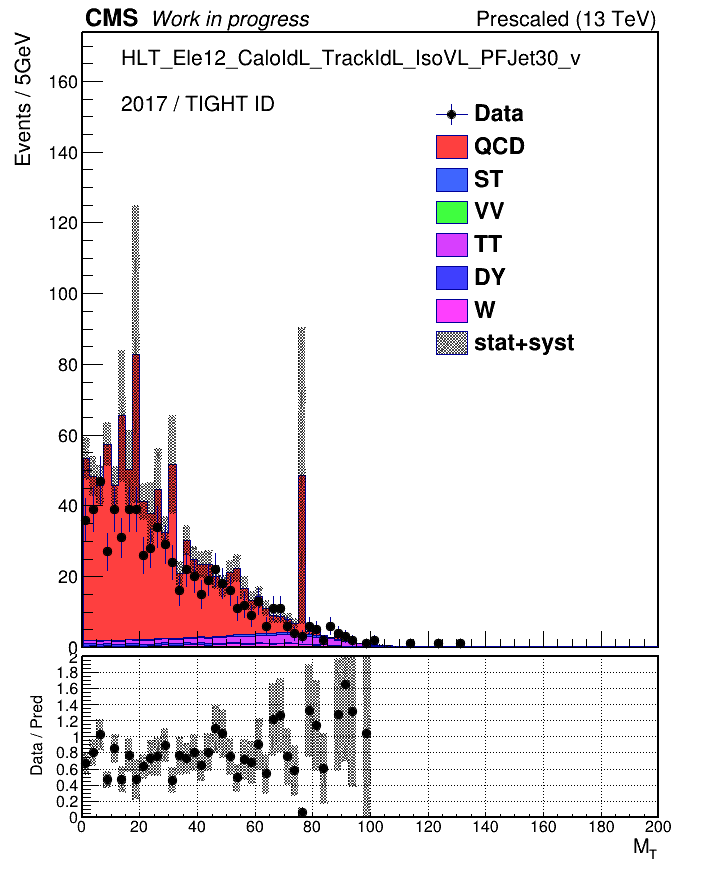 CMS Work in progress Prescaled (13 TeV)
Events / 5GeV
HLT_Ele12_CaloIdL_TrackIdL_IsoVL_PFJet30_v
2017 / TIGHT ID
Data
QCD
ST
VV
TT
DY
W
stat+syst
160
140
120
100
80
60
40
20
0
Data / Pred
2
1.8
1.6
1.4
1.2
1
0.8
0.6
0.4
0.2
0
0 20 40 60 80 100 120 140 160 180 200
M_T